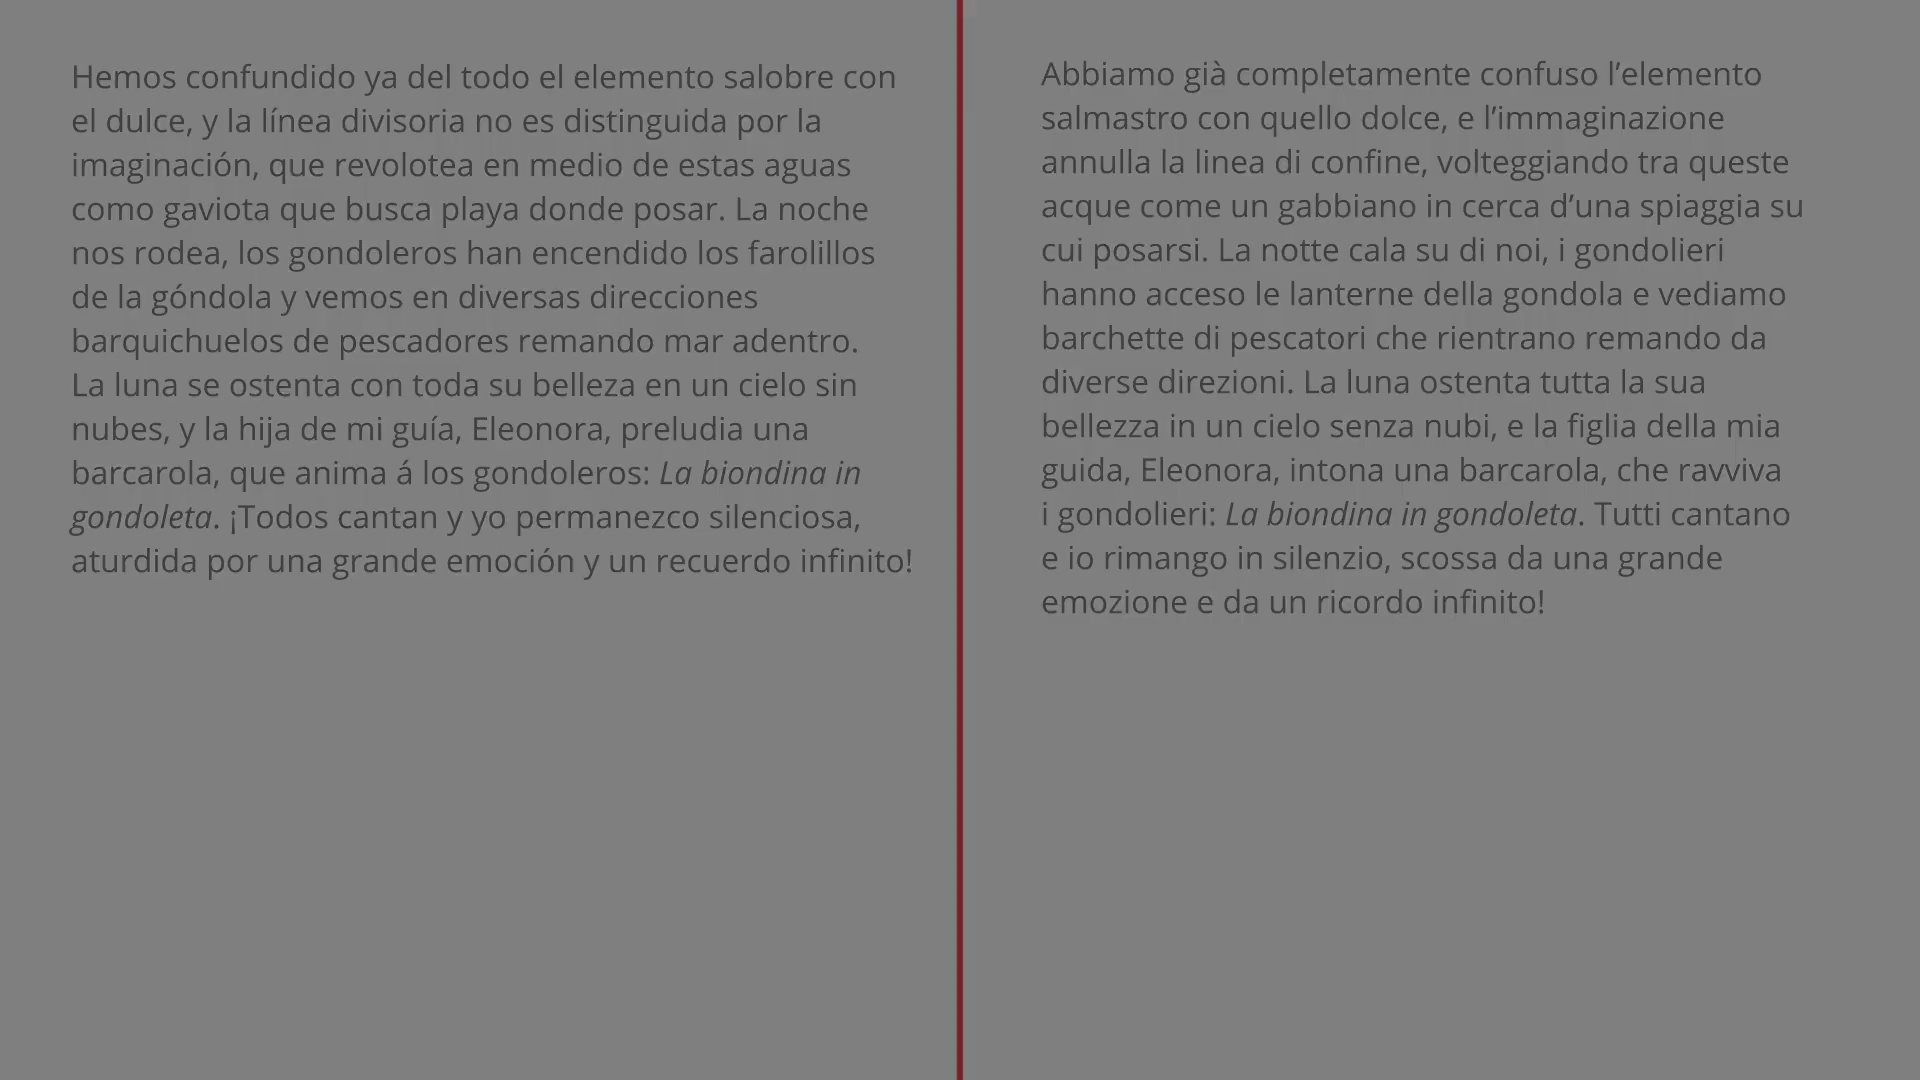 Hemos confundido ya del todo el elemento salobre con
el dulce, y la línea divisoria no es distinguida por la
imaginación, que revolotea en medio de estas aguas
como gaviota que busca playa donde posar. La noche
nos rodea, los gondoleros han encendido los farolillos
de la góndola y vemos en diversas direcciones
barquichuelos de pescadores remando mar adentro.
La luna se ostenta con toda su belleza en un cielo sin
nubes, y la hija de mi guía, Eleonora, preludia una
barcarola, que anima á los gondoleros: La biondina in
gondoleta. ¡Todos cantan y yo permanezco silenciosa,
aturdida por una grande emoción y un recuerdo infinito!
Abbiamo già completamente confuso l’elemento
salmastro con quello dolce, e l’immaginazione
annulla la linea di confine, volteggiando tra queste
acque come un gabbiano in cerca d’una spiaggia su
cui posarsi. La notte cala su di noi, i gondolieri
hanno acceso le lanterne della gondola e vediamo
barchette di pescatori che rientrano remando da
diverse direzioni. La luna ostenta tutta la sua
bellezza in un cielo senza nubi, e la figlia della mia
guida, Eleonora, intona una barcarola, che ravviva
i gondolieri: La biondina in gondoleta. Tutti cantano
e io rimango in silenzio, scossa da una grande
emozione e da un ricordo infinito!